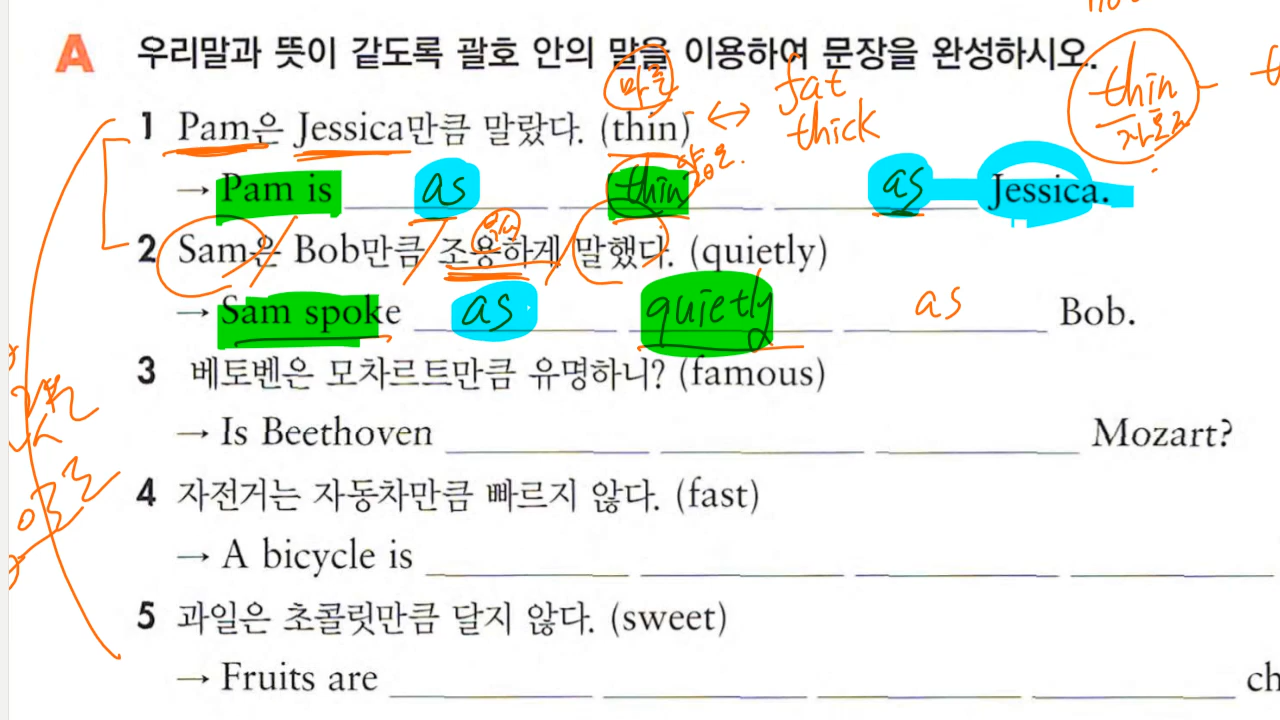 A 우리말과 뜻이 같도록 괄호 안의 말을 이용하여 문장을 완성하시오.
마른
fat
thick
thin
1 Pam은 Jessica만큼 말랐다. (thin) ↔
얇은.
→ Pam is as thin as Jessica.
2 Sam은 Bob만큼 조용하게 말했다. (quietly)
→ Sam spoke as quietly as Bob.
3 베토벤은 모차르트만큼 유명하니? (famous)
→ Is Beethoven Mozart?
4 자전거는 자동차만큼 빠르지 않다. (fast)
→ A bicycle is
5 과일은 초콜릿만큼 달지 않다. (sweet)
→ Fruits are ch